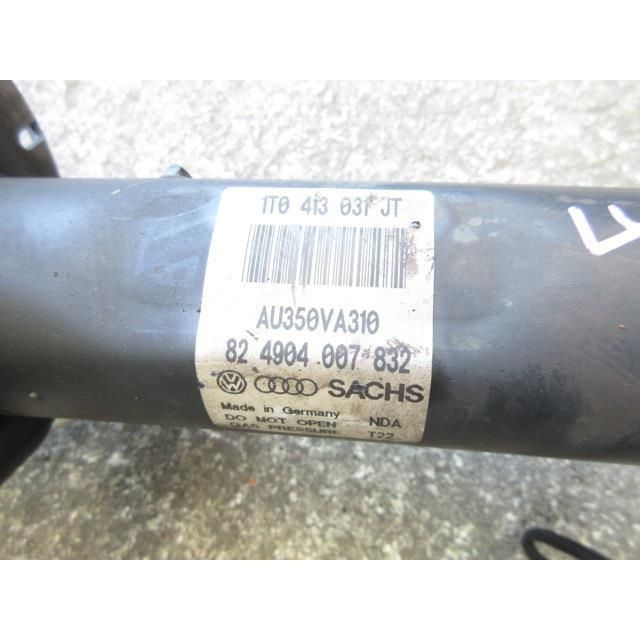 1T0 413 031 JT
AU350VA310
82 4904 007 832
SACHS
Made in Germany NDA
DO NOT OPEN
GAS PRESSURE T22